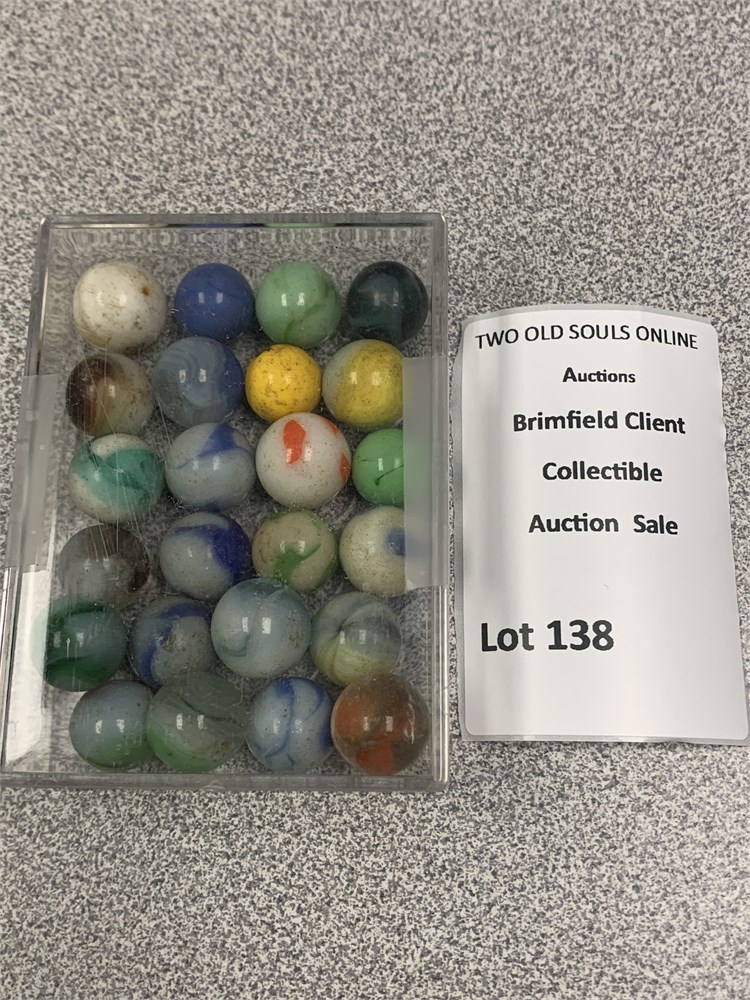 TWO OLD SOULS ONLINE
Auctions
Brimfield Client
Collectible
Auction Sale
Lot 138